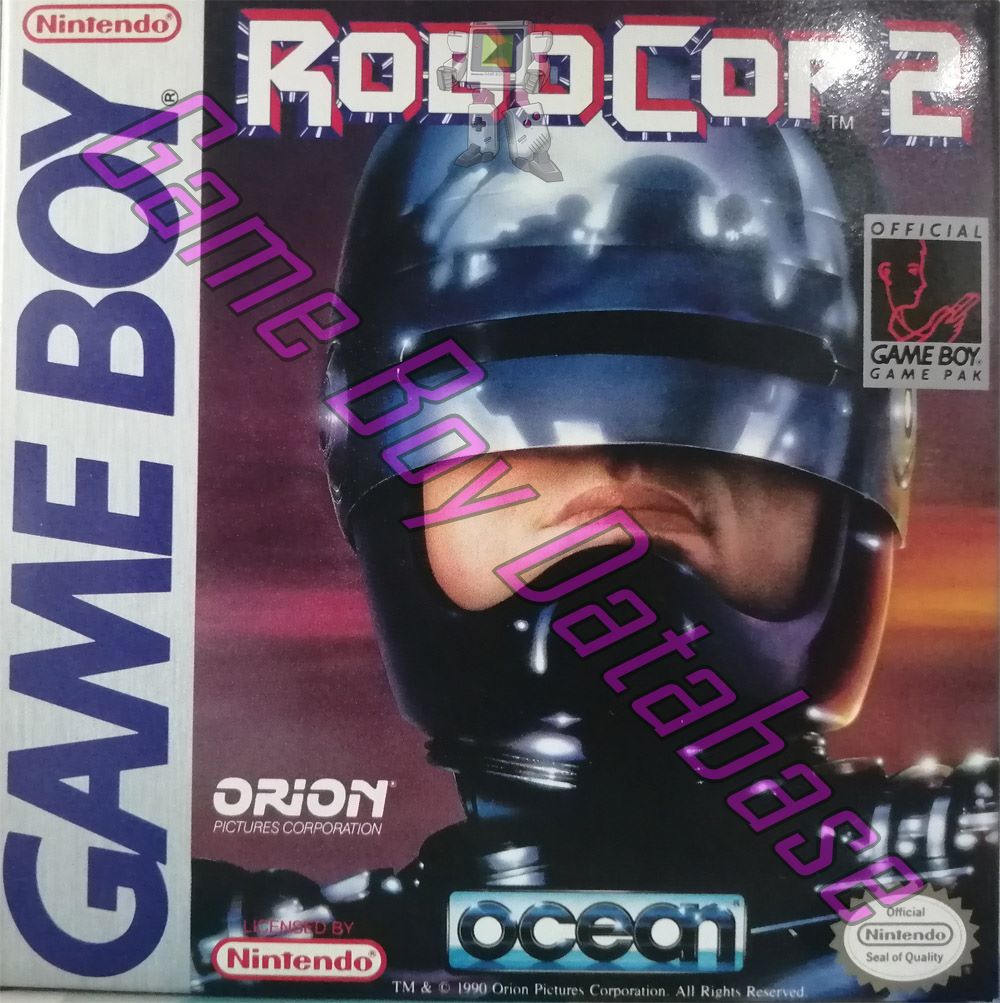 Nintendo®
ROBOCOP 2
TM
GAME BOY®
OFFICIAL
GAME BOY.
GAME PAK
Game Boy Database
ORION®
PICTURES CORPORATION
LICENSED BY
Nintendo®
ocean®
Official
Nintendo
Seal of Quality
TM & © 1990 Orion Pictures Corporation. All Rights Reserved.